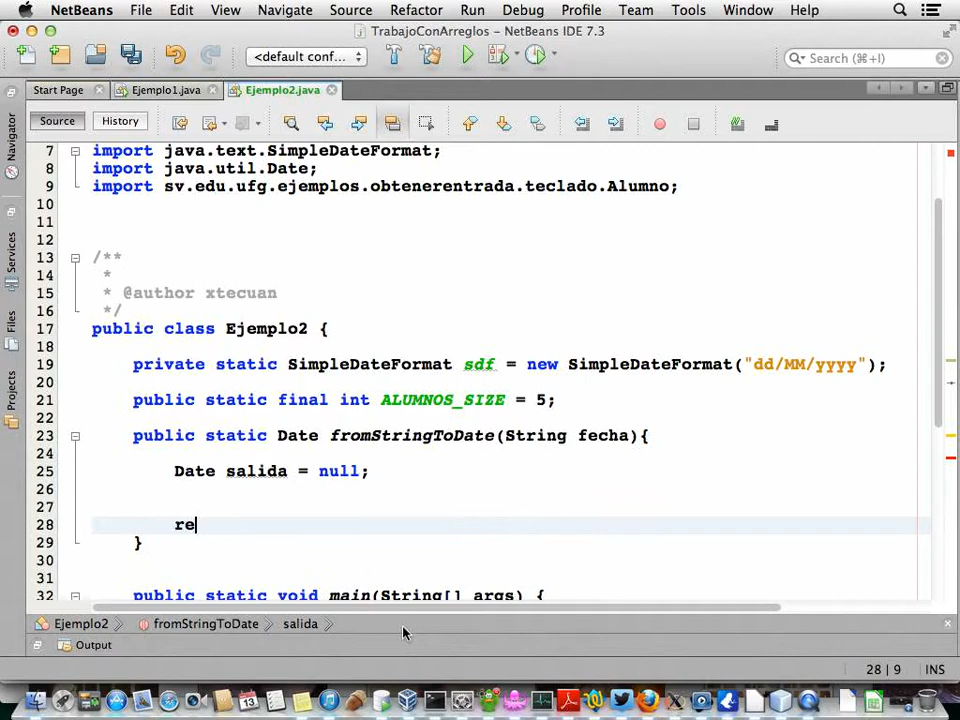 NetBeans File Edit View Navigate Source Refactor Run Debug Profile Team Tools Window Help
TrabajoConArreglos – NetBeans IDE 7.3
<default conf... Search (⌘+I)
Start Page Ejemplo1.java Ejemplo2.java
Source History
Navigator
Services
Files
Projects
7 import java.text.SimpleDateFormat;
8 import java.util.Date;
9 import sv.edu.ufg.ejemplos.obtenerentrada.teclado.Alumno;
10
11
12
13 /**
14 *
15 * @author xtecuan
16 */
17 public class Ejemplo2 {
18
19 private static SimpleDateFormat sdf = new SimpleDateFormat("dd/MM/yyyy");
20
21 public static final int ALUMNOS_SIZE = 5;
22
23 public static Date fromStringToDate(String fecha){
24
25 Date salida = null;
26
27
28 re
29 }
30
31
32 public static void main(String[] args) {
Ejemplo2 fromStringToDate salida
Output
28 | 9 INS